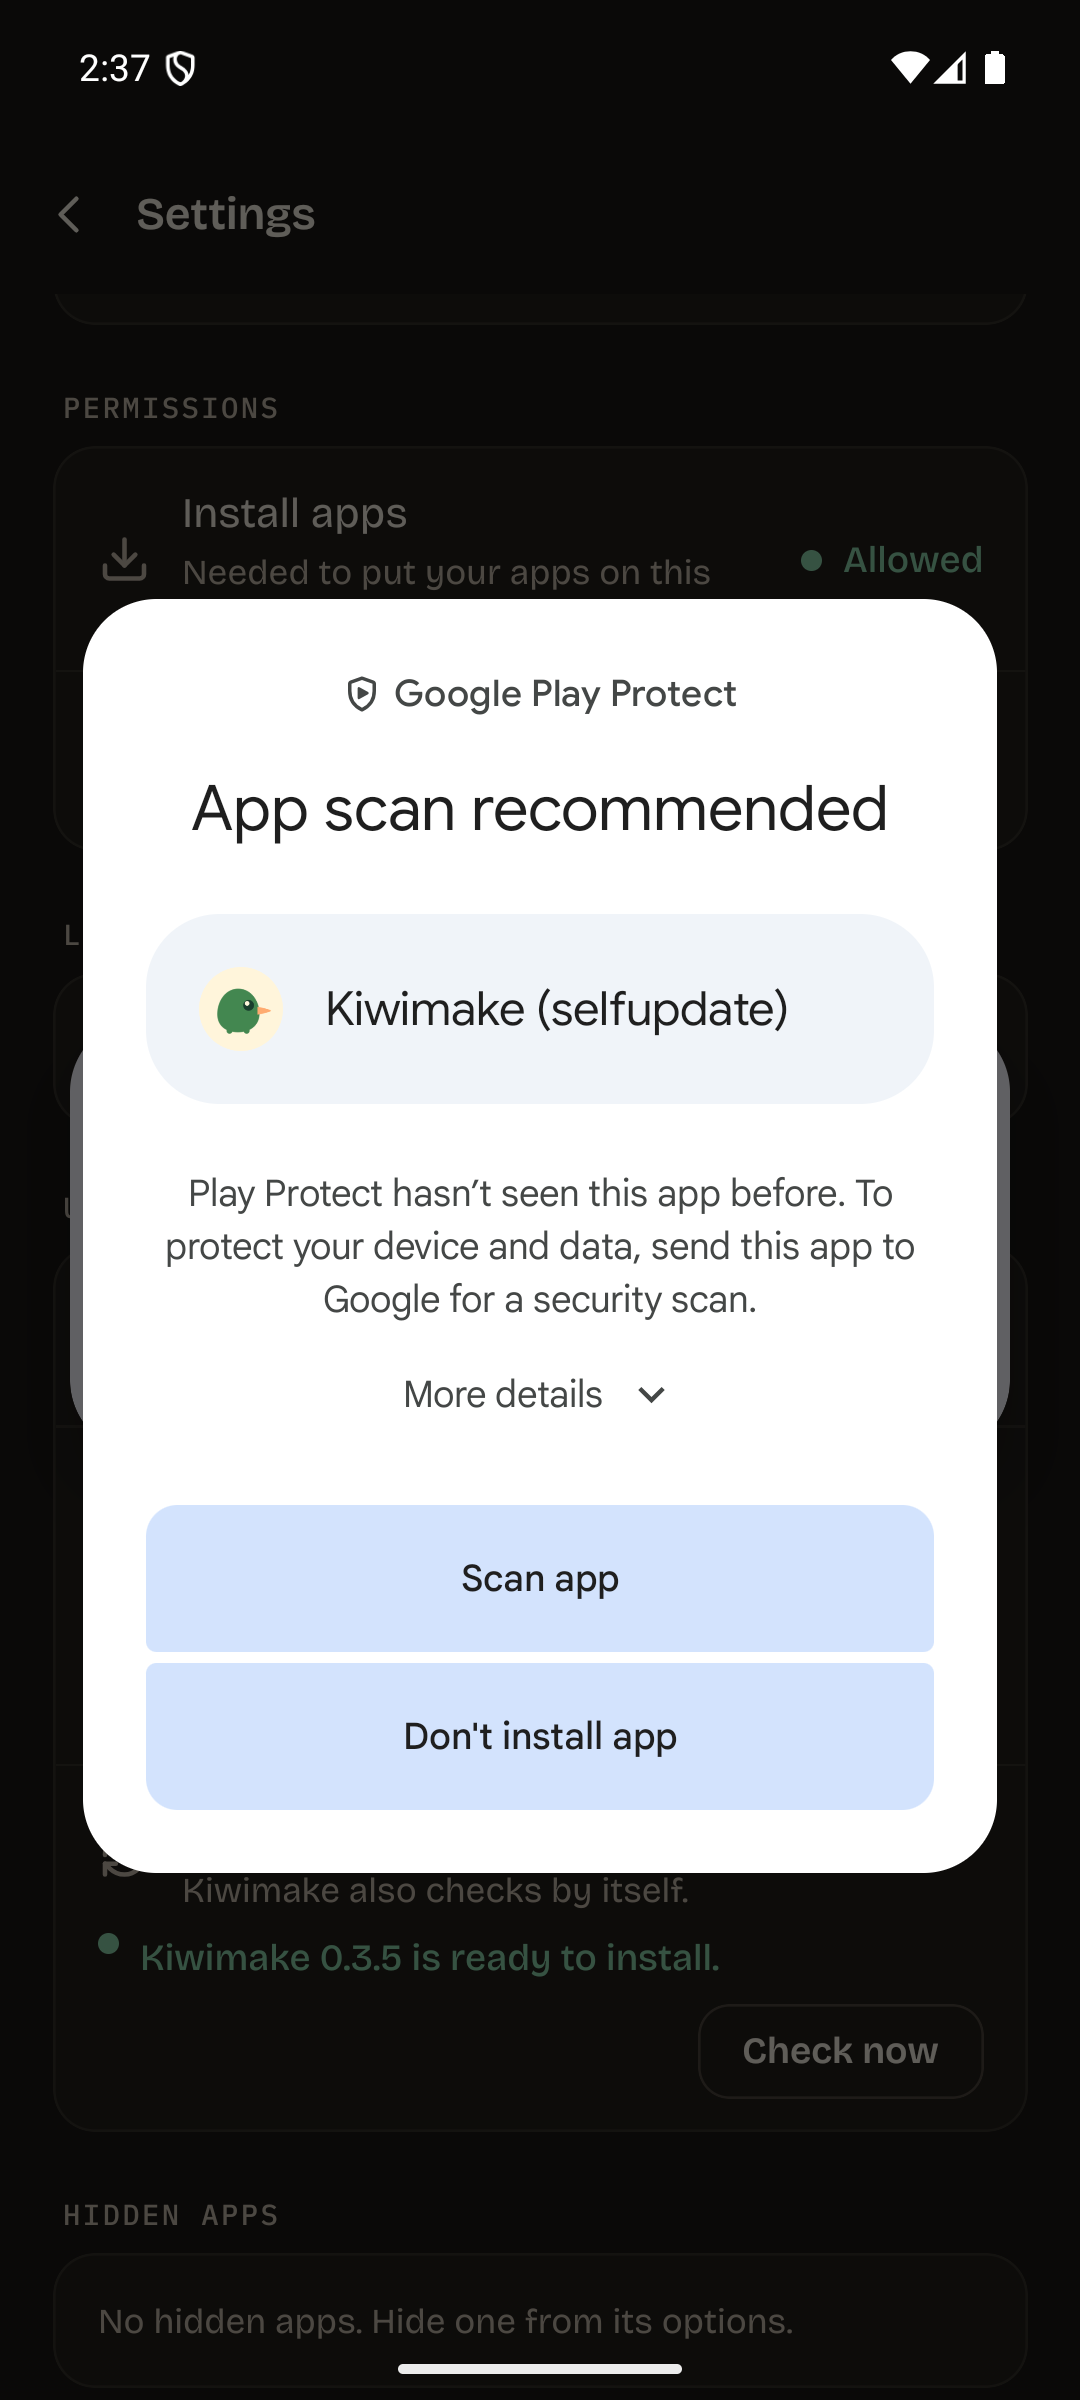 2:37
Settings
PERMISSIONS
Install apps
Needed to put your apps on this
Allowed
Google Play Protect
App scan recommended
L
Kiwimake (selfupdate)
Play Protect hasn’t seen this app before. To
protect your device and data, send this app to
Google for a security scan.
More details
Scan app
Don't install app
Kiwimake also checks by itself.
Kiwimake 0.3.5 is ready to install.
Check now
HIDDEN APPS
No hidden apps. Hide one from its options.